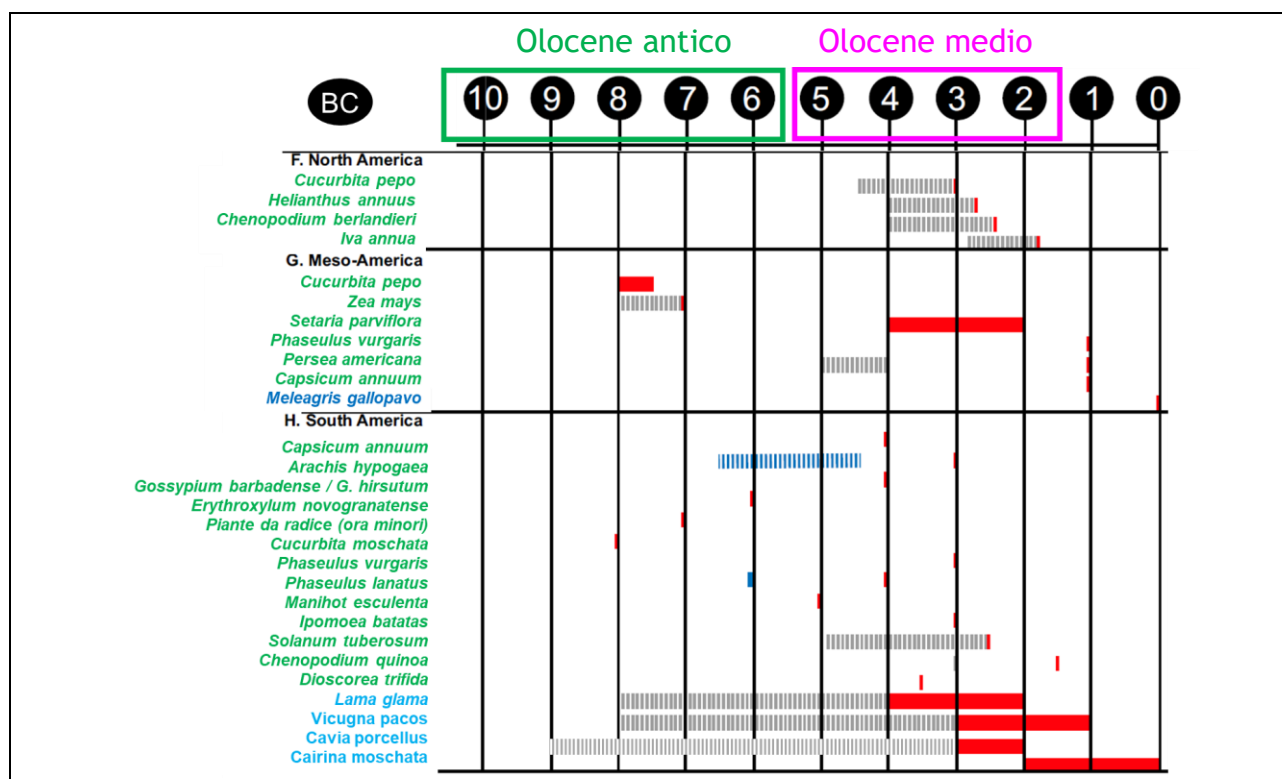 Olocene antico Olocene medio
BC 10 9 8 7 6 5 4 3 2 1 0
F. North America
Cucurbita pepo
Helianthus annuus
Chenopodium berlandieri
Iva annua
G. Meso-America
Cucurbita pepo
Zea mays
Setaria parviflora
Phaseulus vurgaris
Persea americana
Capsicum annuum
Meleagris gallopavo
H. South America
Capsicum annuum
Arachis hypogaea
Gossypium barbadense / G. hirsutum
Erythroxylum novogranatense
Piante da radice (ora minori)
Cucurbita moschata
Phaseulus vurgaris
Phaseulus lanatus
Manihot esculenta
Ipomoea batatas
Solanum tuberosum
Chenopodium quinoa
Dioscorea trifida
Lama glama
Vicugna pacos
Cavia porcellus
Cairina moschata